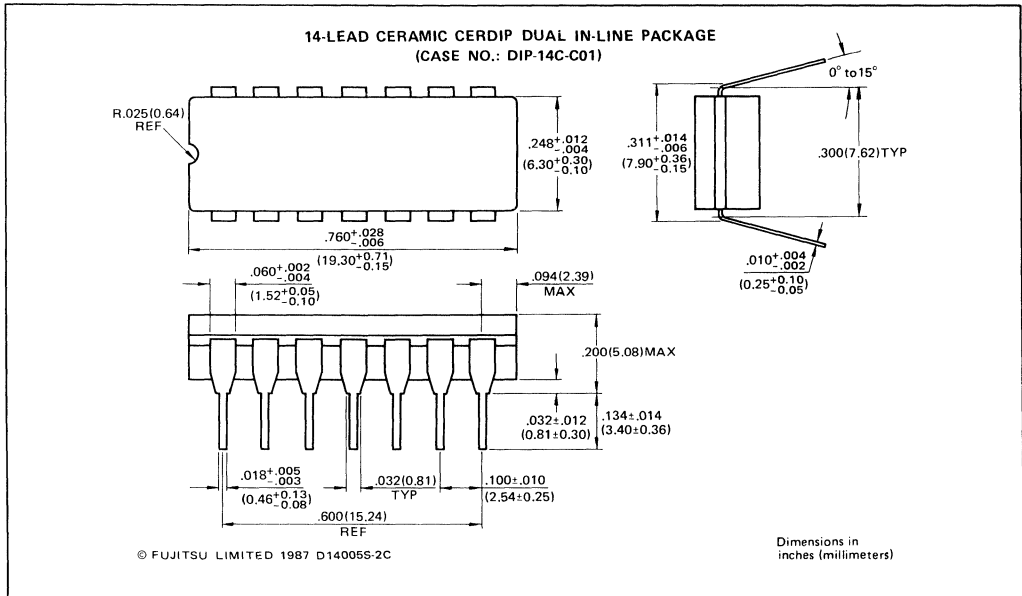 14-LEAD CERAMIC CERDIP DUAL IN-LINE PACKAGE
(CASE NO.: DIP-14C-C01)
R.025(0.64)
REF
.248+.012 -.004
(6.30+0.30 -0.10)
.760+.028 -.006
(19.30+0.71 -0.15)
0° to 15°
.311+.014 -.006
(7.90+0.36 -0.15)
.300(7.62)TYP
.010+.004 -.002
(0.25+0.10 -0.05)
.060+.002 -.004
(1.52+0.05 -0.10)
.094(2.39)
MAX
.200(5.08)MAX
.032±.012
(0.81±0.30)
.134±.014
(3.40±0.36)
.018+.005 -.003
(0.46+0.13 -0.08)
.032(0.81)
TYP
.100±.010
(2.54±0.25)
.600(15.24)
REF
© FUJITSU LIMITED 1987 D14005S-2C
Dimensions in
inches (millimeters)